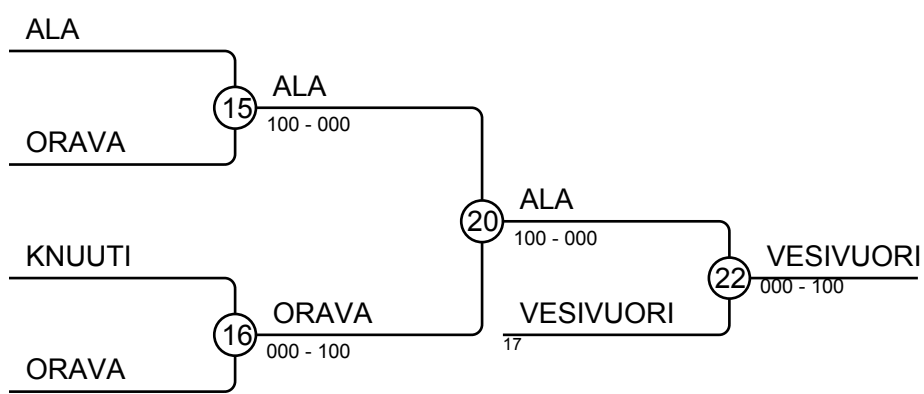 ALA
15
ALA
100 - 000
ORAVA
20
ALA
100 - 000
KNUUTI
22
VESIVUORI
000 - 100
16
ORAVA
000 - 100
VESIVUORI
17
ORAVA